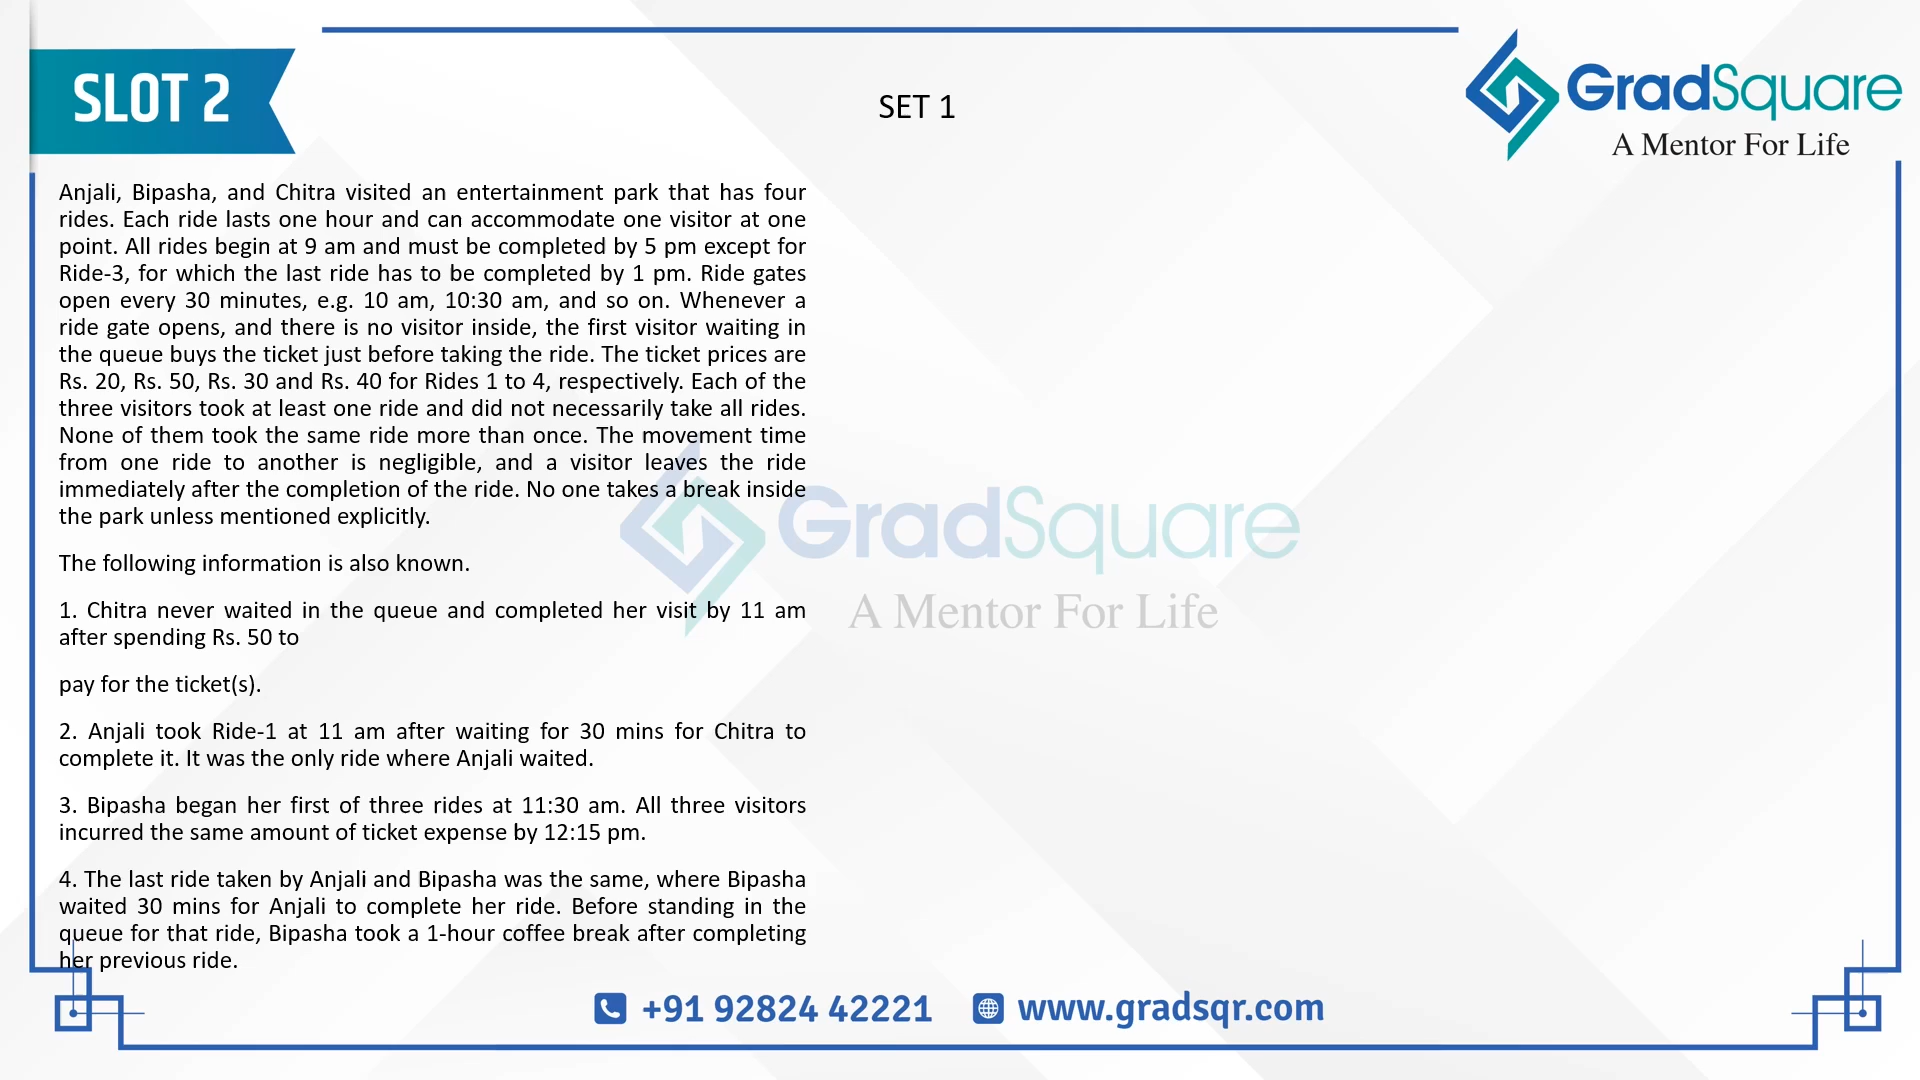 SLOT 2
SET 1
GradSquare
A Mentor For Life
Anjali, Bipasha, and Chitra visited an entertainment park that has four
rides. Each ride lasts one hour and can accommodate one visitor at one
point. All rides begin at 9 am and must be completed by 5 pm except for
Ride-3, for which the last ride has to be completed by 1 pm. Ride gates
open every 30 minutes, e.g. 10 am, 10:30 am, and so on. Whenever a
ride gate opens, and there is no visitor inside, the first visitor waiting in
the queue buys the ticket just before taking the ride. The ticket prices are
Rs. 20, Rs. 50, Rs. 30 and Rs. 40 for Rides 1 to 4, respectively. Each of the
three visitors took at least one ride and did not necessarily take all rides.
None of them took the same ride more than once. The movement time
from one ride to another is negligible, and a visitor leaves the ride
immediately after the completion of the ride. No one takes a break inside
the park unless mentioned explicitly.
The following information is also known.
1. Chitra never waited in the queue and completed her visit by 11 am
after spending Rs. 50 to
pay for the ticket(s).
2. Anjali took Ride-1 at 11 am after waiting for 30 mins for Chitra to
complete it. It was the only ride where Anjali waited.
3. Bipasha began her first of three rides at 11:30 am. All three visitors
incurred the same amount of ticket expense by 12:15 pm.
4. The last ride taken by Anjali and Bipasha was the same, where Bipasha
waited 30 mins for Anjali to complete her ride. Before standing in the
queue for that ride, Bipasha took a 1-hour coffee break after completing
her previous ride.
GradSquare
A Mentor For Life
+91 92824 42221
www.gradsqr.com